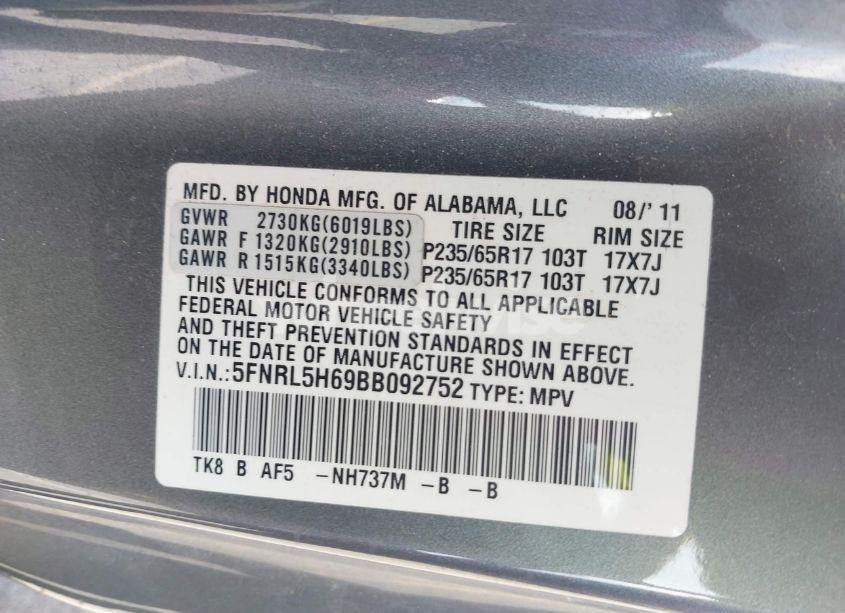 MFD. BY HONDA MFG. OF ALABAMA, LLC 08/' 11
GVWR 2730KG(6019LBS) TIRE SIZE RIM SIZE
GAWR F 1320KG(2910LBS) P235/65R17 103T 17X7J
GAWR R 1515KG(3340LBS) P235/65R17 103T 17X7J
THIS VEHICLE CONFORMS TO ALL APPLICABLE
FEDERAL MOTOR VEHICLE SAFETY
AND THEFT PREVENTION STANDARDS IN EFFECT
ON THE DATE OF MANUFACTURE SHOWN ABOVE.
V.I.N.:5FNRL5H69BB092752 TYPE: MPV
TK8 B AF5 -NH737M -B -B